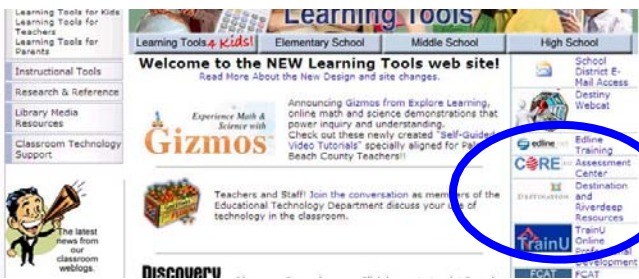 Learning Tools for Kids
Learning Tools for
Teachers
Learning Tools for
Parents
Instructional Tools
Research & Reference
Library Media
Resources
Classroom Technology
Support
The latest
news from
our
classroom
weblogs.
Learning Tools
Learning Tools 4 Kids!
Elementary School
Middle School
High School
Welcome to the NEW Learning Tools web site!
Read More About the New Design and site changes.
Experience Math &
Science with
Gizmos
Announcing Gizmos from Explore Learning,
online math and science demonstrations that
power inquiry and understanding.
Check out these newly created "Self-Guided
Video Tutorials" specially aligned for Pal
Beach County Teachers!!
Teachers and Staff! Join the conversation as members of the
Educational Technology Department discuss your use of
technology in the classroom.
Discovery
School
District E-
Mail Access
Destiny
Webcat
edline
Edline
Training
CORE
Assessment
Center
DESTINATION
Destination
and
Riverdeep
Resources
TrainU
TrainU
Online
Professional
Development
FCAT
FCAT